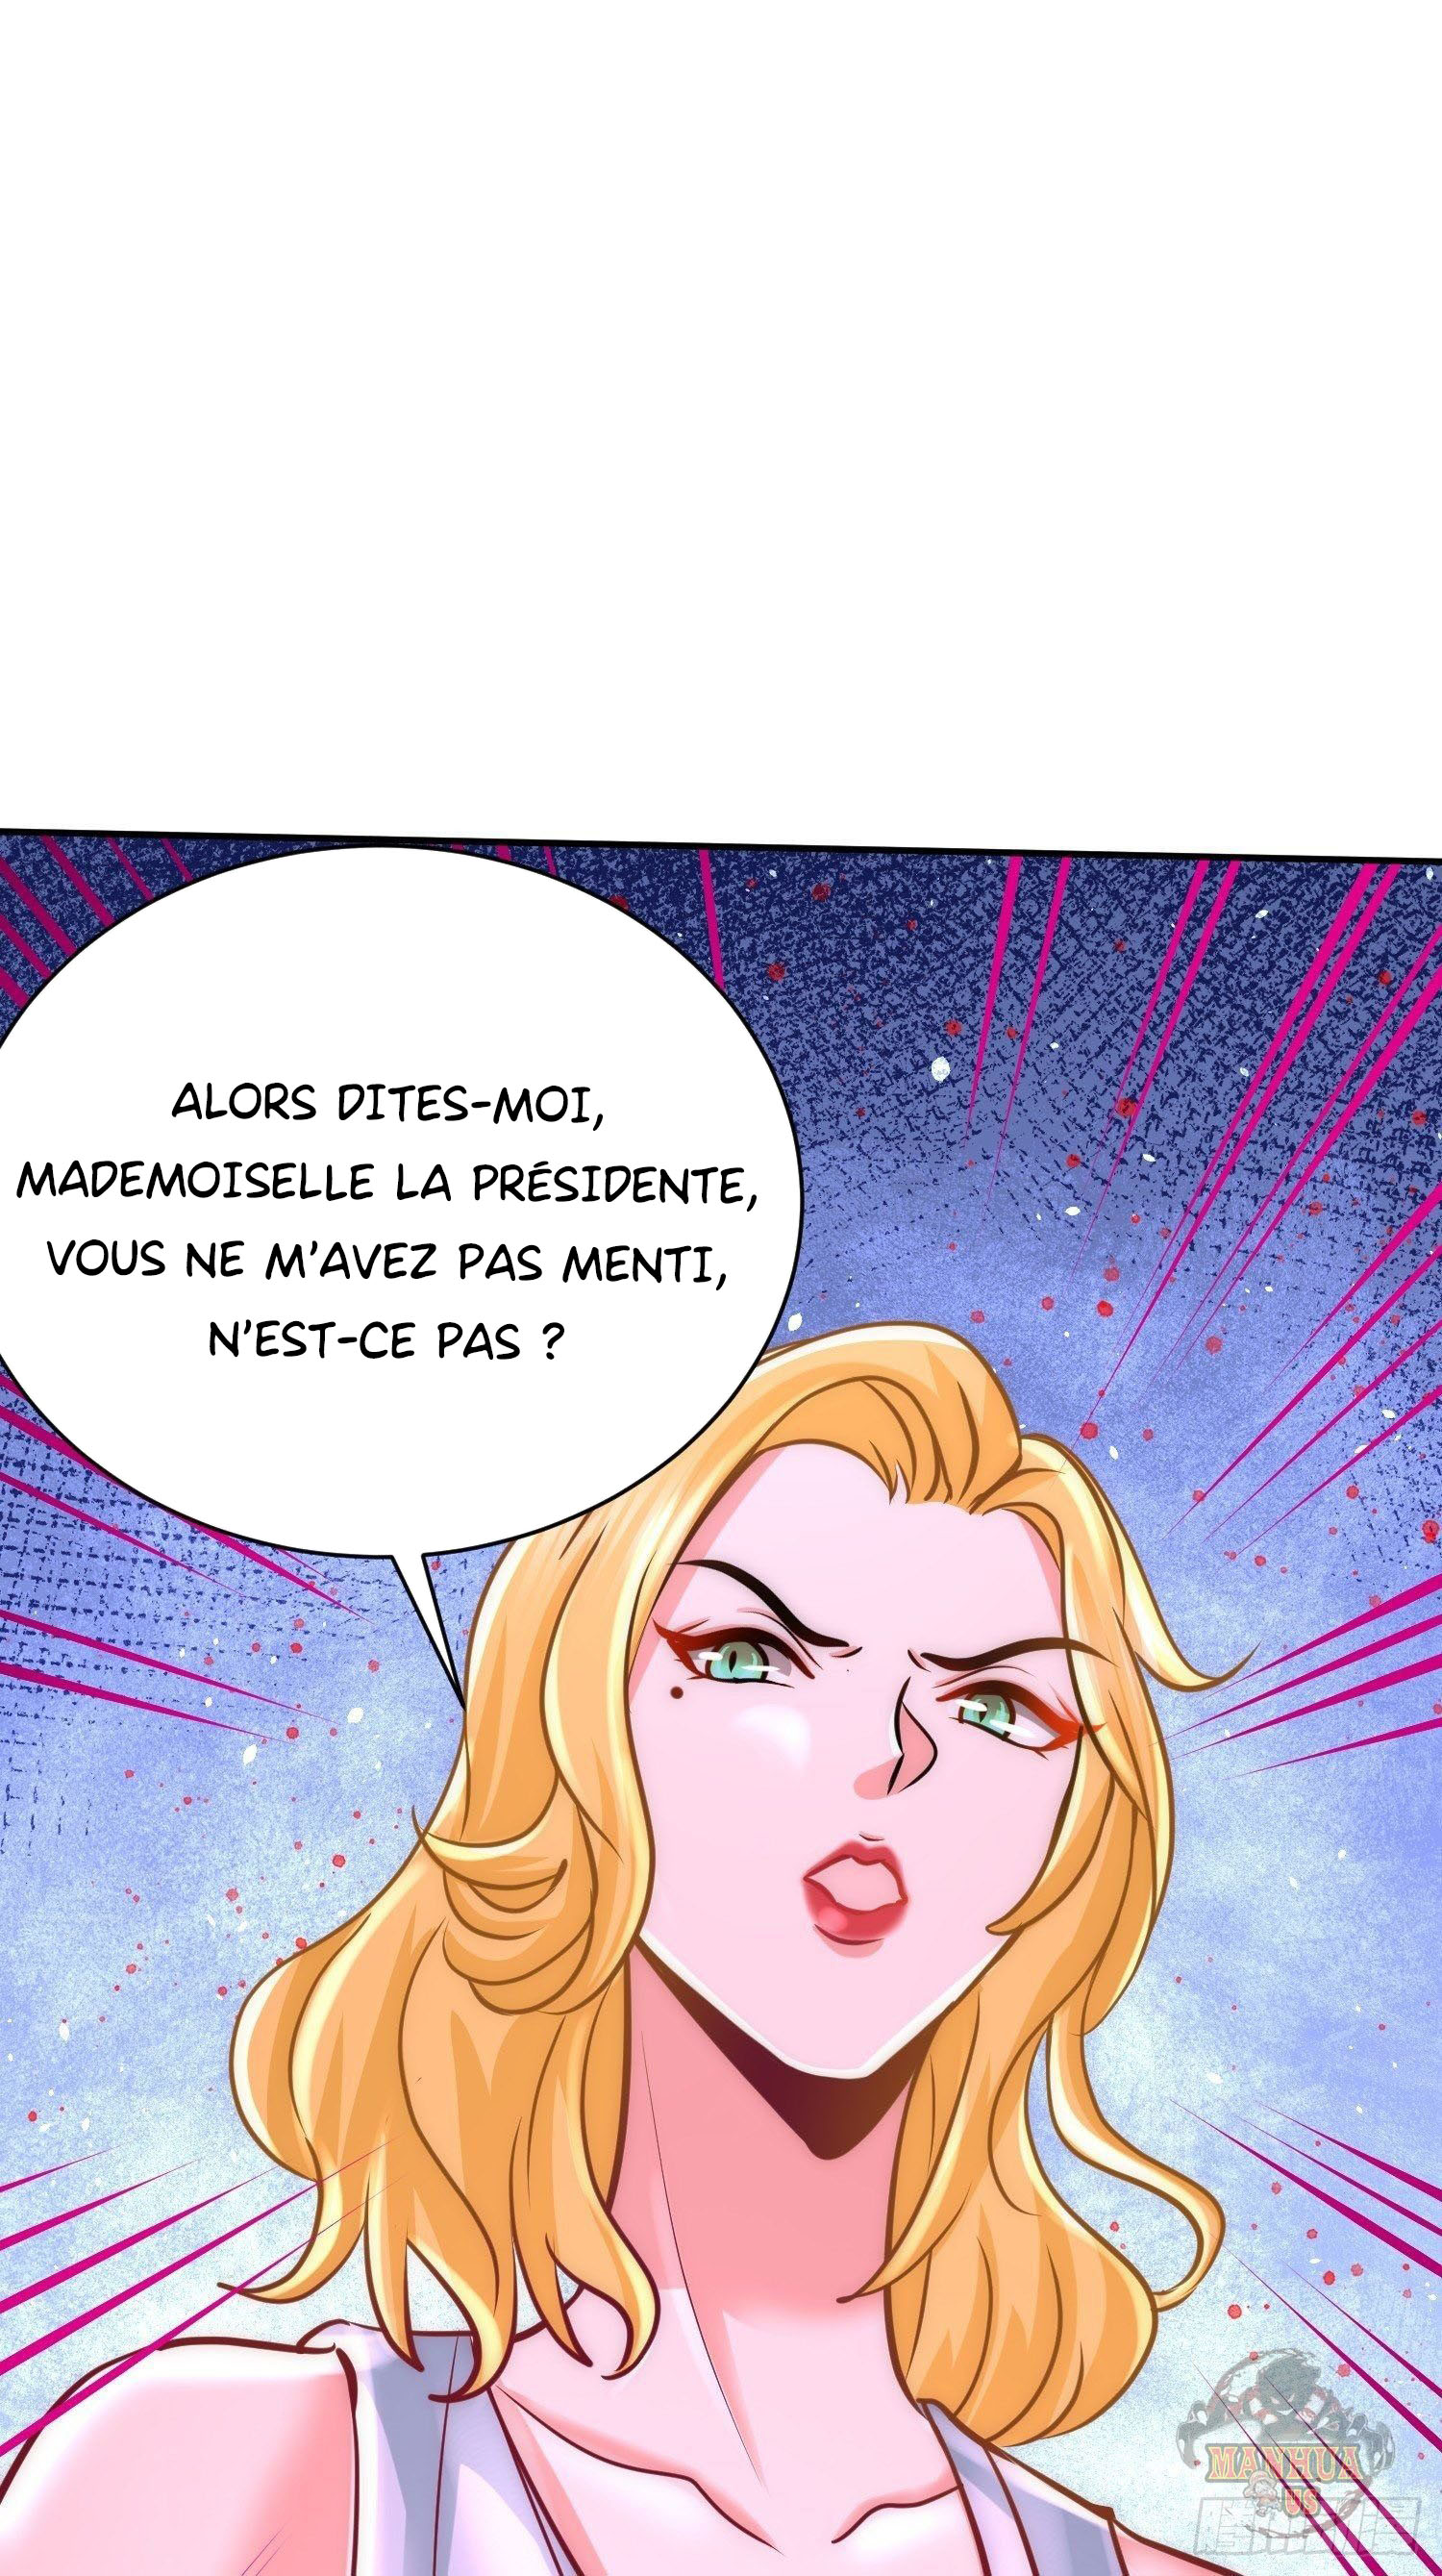 ALORS DITES-MOI,
MADEMOISELLE LA PRÉSIDENTE,
VOUS NE M'AVEZ PAS MENTI,
N'EST-CE PAS ?
MANHUA
US